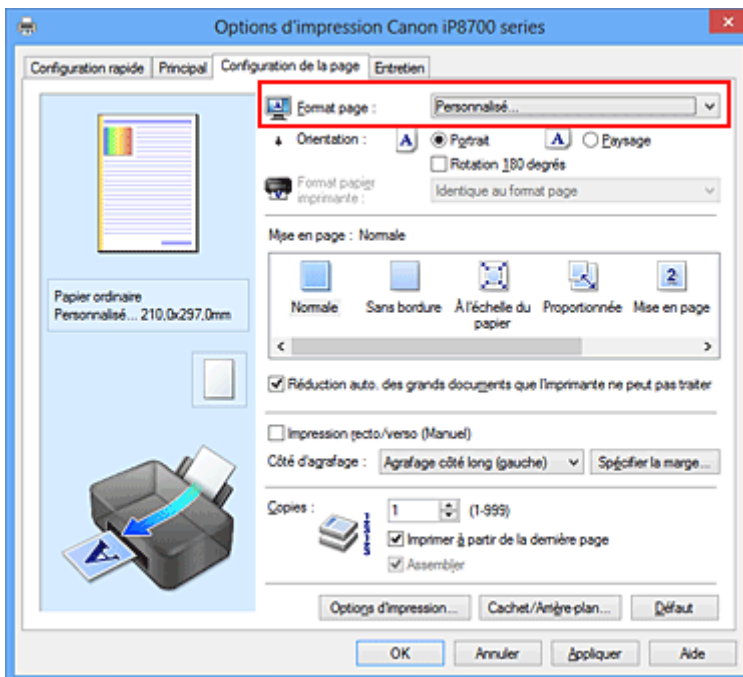 Options d'impression Canon iP8700 series
Configuration rapide Principal Configuration de la page Entretien
Format page : Personnalisé...
Orientation : A Portrait A Paysage
Rotation 180 degrés
Format papier
imprimante : Identique au format page
Mise en page : Normale
Papier ordinaire
Personnalisé... 210,0x297,0mm
Normale Sans bordure À l'échelle du papier Proportionnée Mise en page
Réduction auto. des grands documents que l'imprimante ne peut pas traiter
Impression recto/verso (Manuel)
Côté d'agrafage : Agrafage côté long (gauche) Spécifier la marge...
Copies : 1 (1-999)
Imprimer à partir de la dernière page
Assembler
Options d'impression... Cachet/Arrière-plan... Défaut
OK Annuler Appliquer Aide